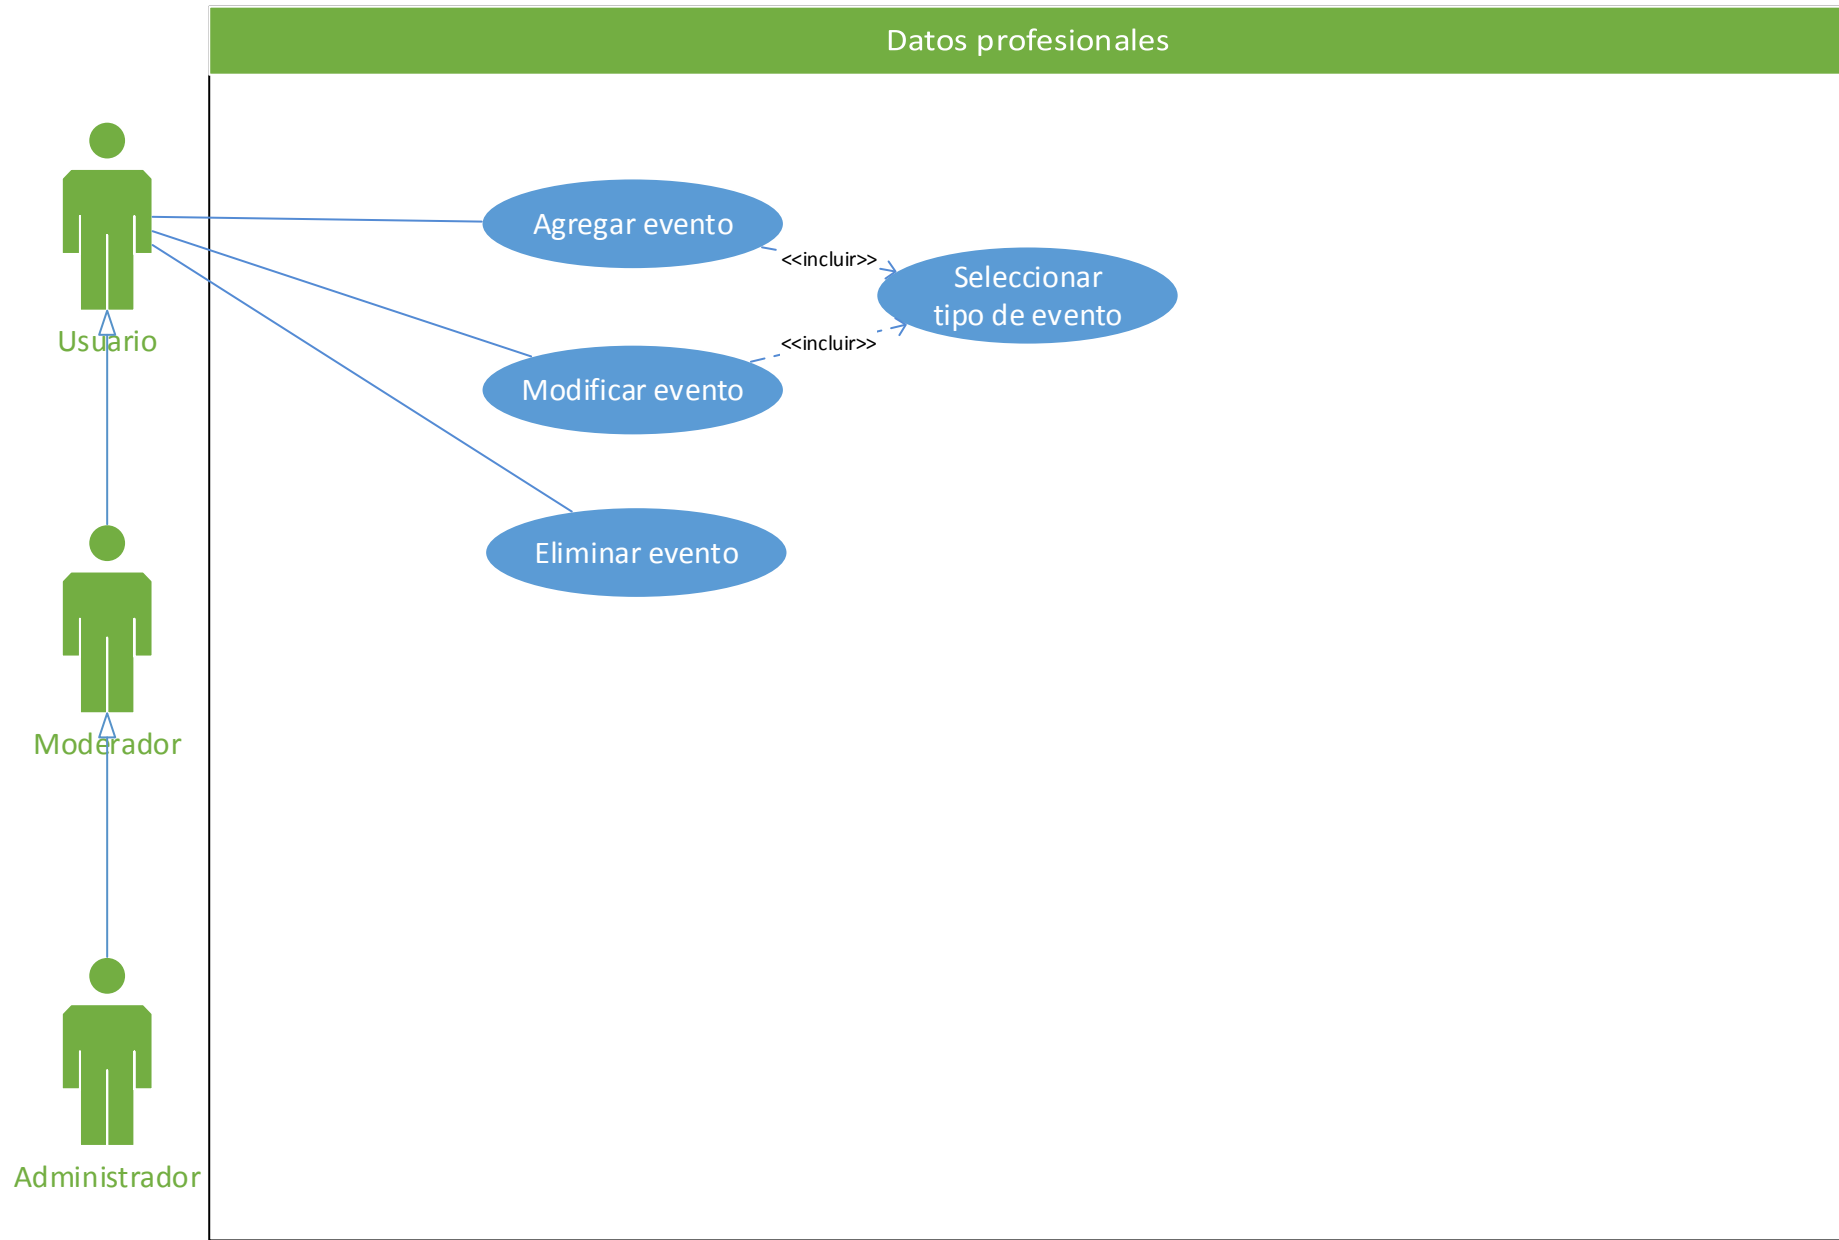 Datos profesionales
Agregar evento
<<incluir>>
Seleccionar
tipo de evento
Usuario
<<incluir>>
Modificar evento
Eliminar evento
Moderador
Administrador